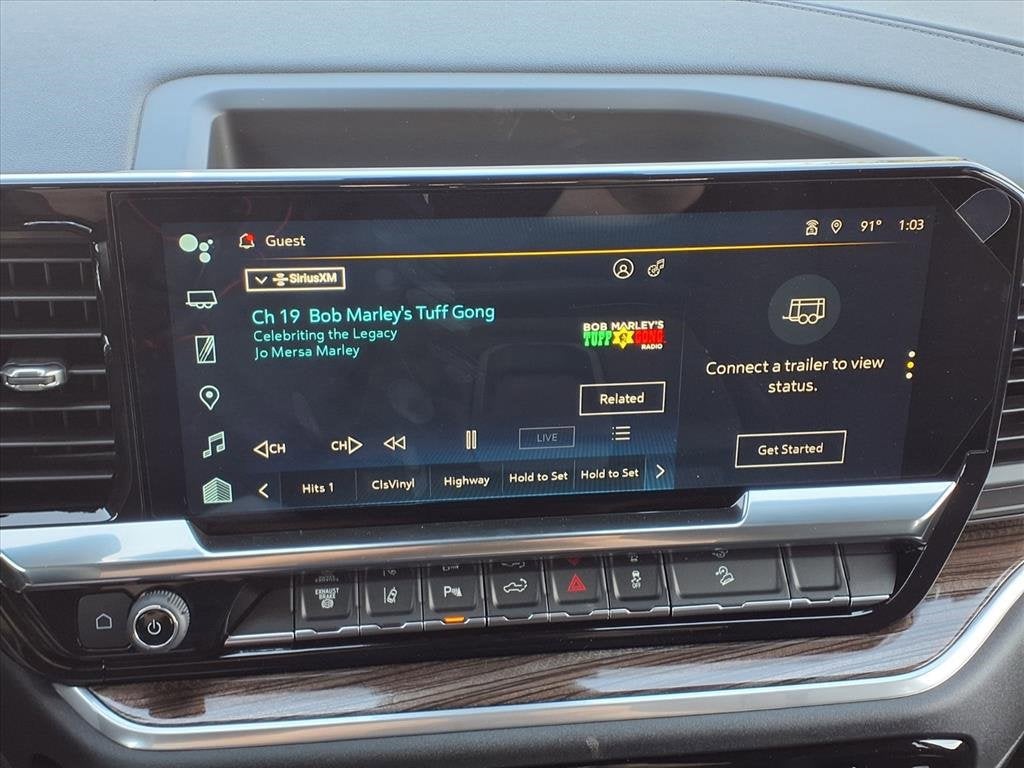 Guest
91° 1:03
SiriusXM
Ch 19 Bob Marley's Tuff Gong
Celebriting the Legacy
Jo Mersa Marley
BOB MARLEY'S
TUFF GONG
RADIO
Connect a trailer to view
status.
Related
Get Started
CH
CH
LIVE
Hits 1
ClsVinyl
Highway
Hold to Set
Hold to Set
EXHAUST
BRAKE
P
OFF